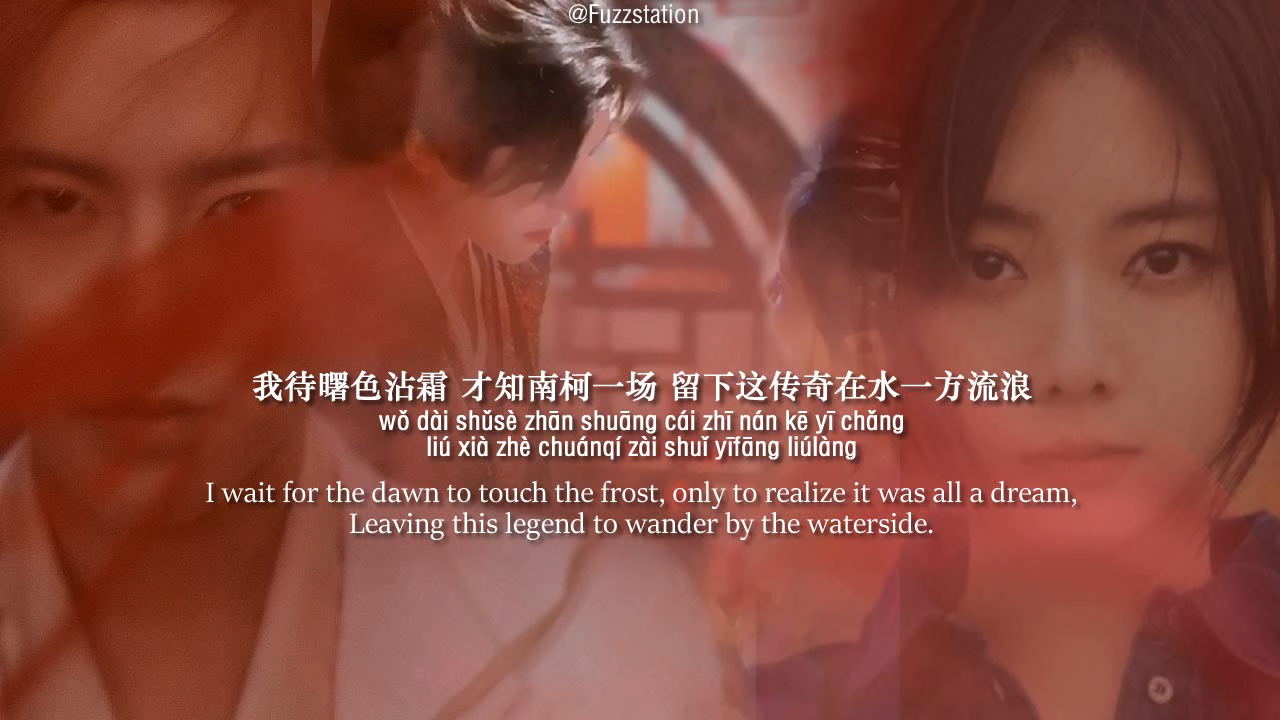 @Fuzzstation
我待曙色沾霜 才知南柯一场 留下这传奇在水一方流浪
wǒ dài shǔsè zhān shuāng cái zhī nán kē yī chǎng
liú xià zhè chuánqí zài shuǐ yīfāng liúlàng
I wait for the dawn to touch the frost, only to realize it was all a dream,
Leaving this legend to wander by the waterside.